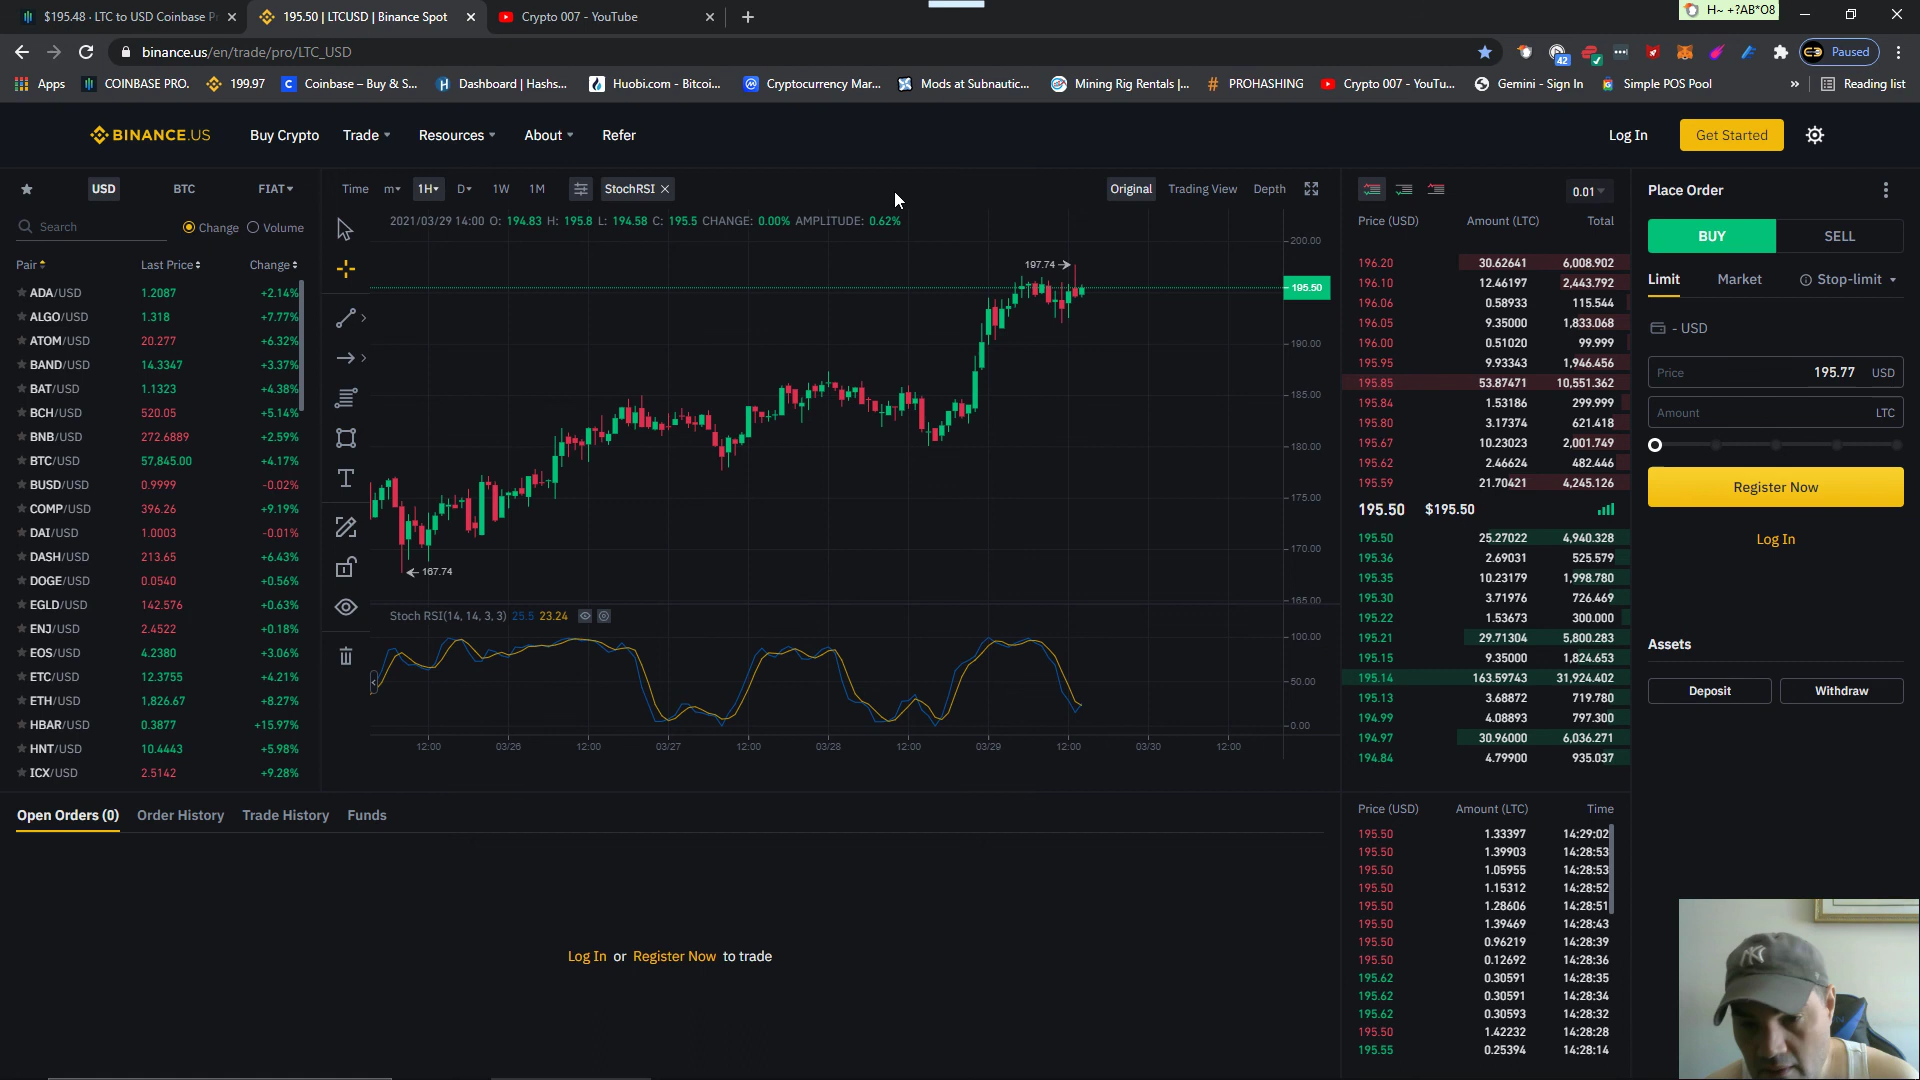 $195.48 · LTC to USD Coinbase Pr
195.50 | LTCUSD | Binance Spot
Crypto 007 - YouTube
H~ +?AB*O8
binance.us/en/trade/pro/LTC_USD
42
Paused
Apps
COINBASE PRO.
199.97
Coinbase – Buy & S...
Dashboard | Hashs...
Huobi.com - Bitcoi...
Cryptocurrency Mar...
Mods at Subnautic...
Mining Rig Rentals |...
PROHASHING
Crypto 007 - YouTu...
Gemini - Sign In
Simple POS Pool
»
Reading list
BINANCE.US
Buy Crypto
Trade
Resources
About
Refer
Log In
Get Started
USD
BTC
FIAT
Search
Change
Volume
Pair
Last Price
Change
ADA/USD 1.2087 +2.14%
ALGO/USD 1.318 +7.77%
ATOM/USD 20.277 +6.32%
BAND/USD 14.3347 +3.37%
BAT/USD 1.1323 +4.38%
BCH/USD 520.05 +5.14%
BNB/USD 272.6889 +2.59%
BTC/USD 57,845.00 +4.17%
BUSD/USD 0.9999 -0.02%
COMP/USD 396.26 +9.19%
DAI/USD 1.0003 -0.01%
DASH/USD 213.65 +6.43%
DOGE/USD 0.0540 +0.56%
EGLD/USD 142.576 +0.63%
ENJ/USD 2.4522 +0.18%
EOS/USD 4.2380 +3.06%
ETC/USD 12.3755 +4.21%
ETH/USD 1,826.67 +8.27%
HBAR/USD 0.3877 +15.97%
HNT/USD 10.4443 +5.98%
ICX/USD 2.5142 +9.28%
Time m 1H D 1W 1M
StochRSI
Original
Trading View
Depth
2021/03/29 14:00 O: 194.83 H: 195.8 L: 194.58 C: 195.5 CHANGE: 0.00% AMPLITUDE: 0.62%
197.74
167.74
200.00
195.50
190.00
185.00
180.00
175.00
170.00
165.00
Stoch RSI(14, 14, 3, 3) 25.5 23.24
100.00
50.00
0.00
12:00 03/26 12:00 03/27 12:00 03/28 12:00 03/29 12:00 03/30 12:00
0.01
Price (USD) Amount (LTC) Total
196.20 30.62641 6,008.902
196.10 12.46197 2,443.792
196.06 0.58933 115.544
196.05 9.35000 1,833.068
196.00 0.51020 99.999
195.95 9.93343 1,946.456
195.85 53.87471 10,551.362
195.84 1.53186 299.999
195.80 3.17374 621.418
195.67 10.23023 2,001.749
195.62 2.46624 482.446
195.59 21.70421 4,245.126
195.50 $195.50
195.50 25.27022 4,940.328
195.36 2.69031 525.579
195.35 10.23179 1,998.780
195.30 3.71976 726.469
195.22 1.53673 300.000
195.21 29.71304 5,800.283
195.15 9.35000 1,824.653
195.14 163.59743 31,924.402
195.13 3.68872 719.780
194.99 4.08893 797.300
194.97 30.96000 6,036.271
194.84 4.79900 935.037
Price (USD) Amount (LTC) Time
195.50 1.33397 14:29:02
195.50 1.39903 14:28:53
195.50 1.05955 14:28:53
195.50 1.15312 14:28:52
195.50 1.28606 14:28:51
195.50 1.39469 14:28:43
195.50 0.96219 14:28:39
195.50 0.12692 14:28:36
195.62 0.30591 14:28:35
195.62 0.30591 14:28:34
195.62 0.30593 14:28:32
195.50 1.42232 14:28:28
195.55 0.25394 14:28:14
Place Order
BUY
SELL
Limit
Market
Stop-limit
- USD
Price 195.77 USD
Amount LTC
Register Now
Log In
Assets
Deposit
Withdraw
Open Orders (0)
Order History
Trade History
Funds
Log In or Register Now to trade